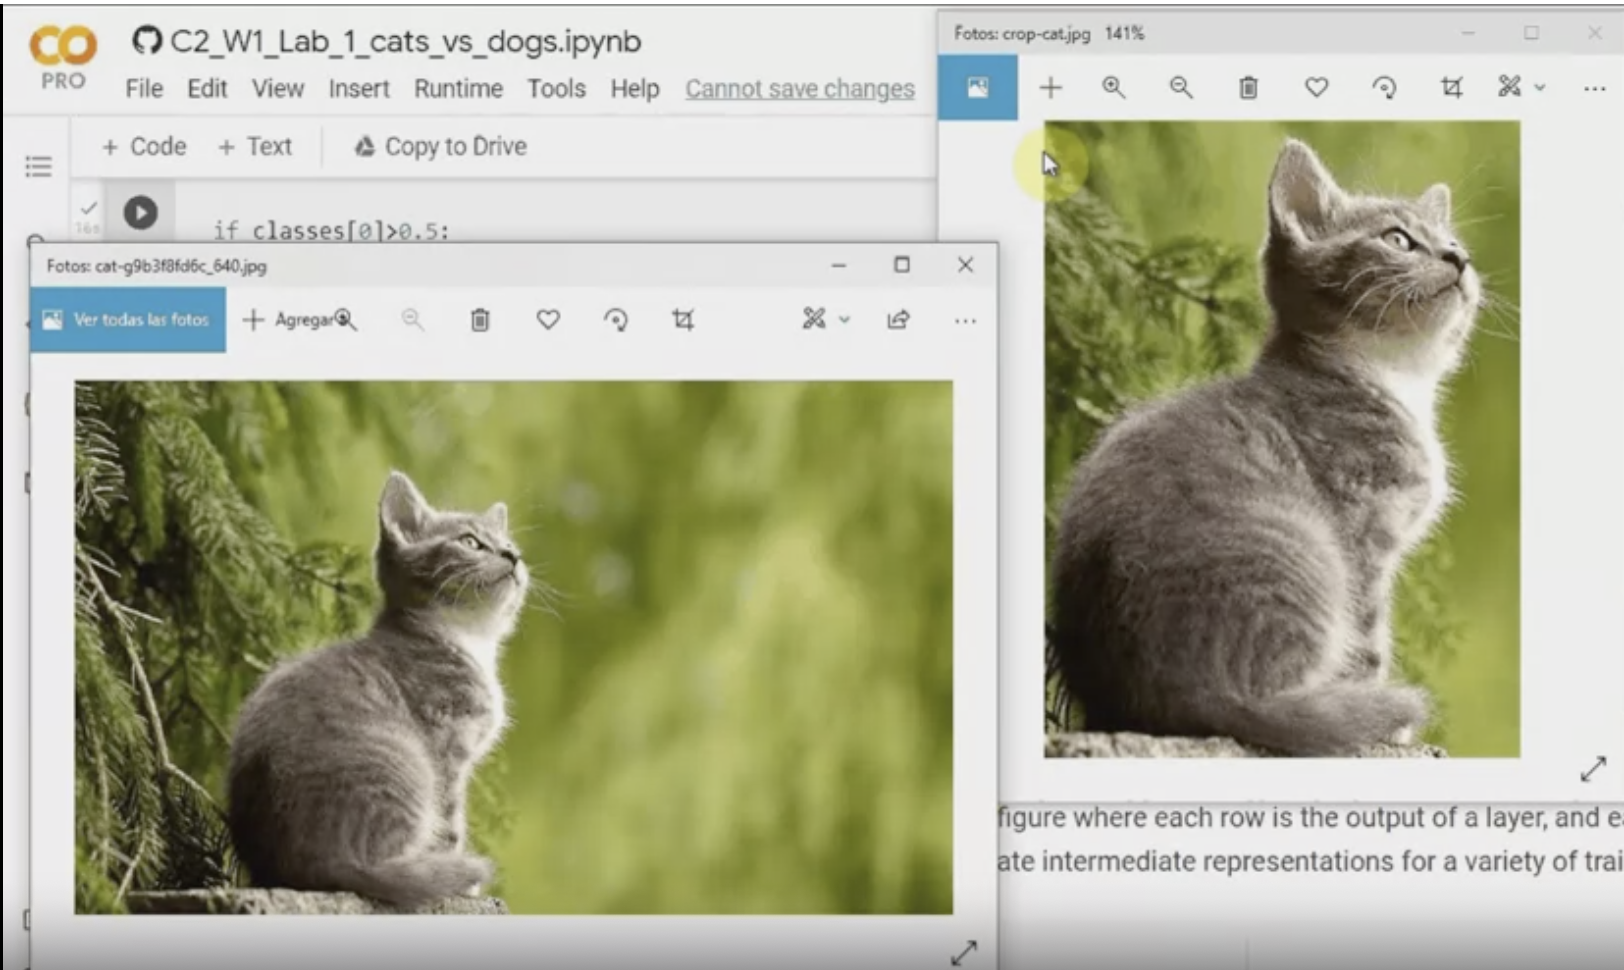 C2_W1_Lab_1_cats_vs_dogs.ipynb
PRO
File Edit View Insert Runtime Tools Help Cannot save changes
+ Code + Text Copy to Drive
16s
if classes[0]>0.5:
Fotos: crop-cat.jpg 141%
Fotos: cat-g9b3f8fd6c_640.jpg
Ver todas las fotos
Agregar
figure where each row is the output of a layer, and
ate intermediate representations for a variety of trai